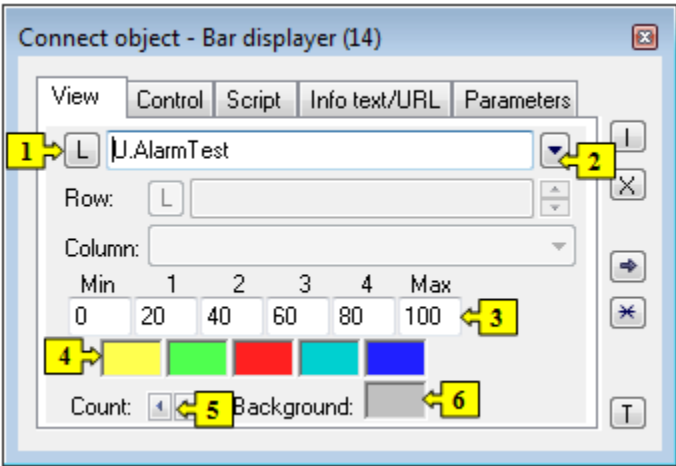 Connect object - Bar displayer (14)
View Control Script Info text/URL Parameters
1 L U.AlarmTest 2
I
Row: L
X
Column:
Min 1 2 3 4 Max
0 20 40 60 80 100 3
4
Count: 5 Background: 6
T